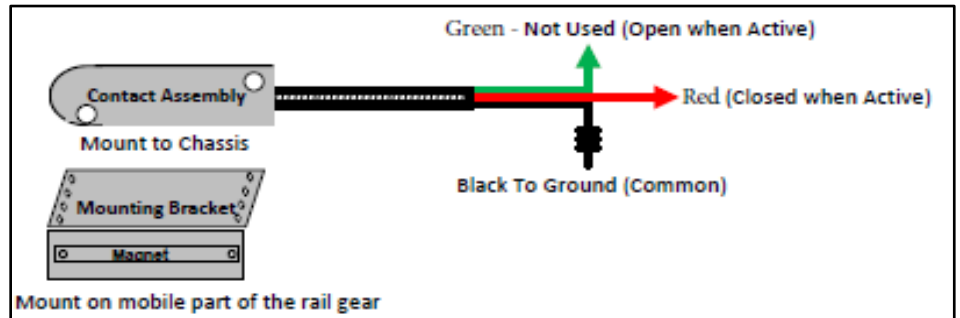 Green - Not Used (Open when Active)
Contact Assembly
Red (Closed when Active)
Mount to Chassis
Black To Ground (Common)
Mounting Bracket
Magnet
Mount on mobile part of the rail gear